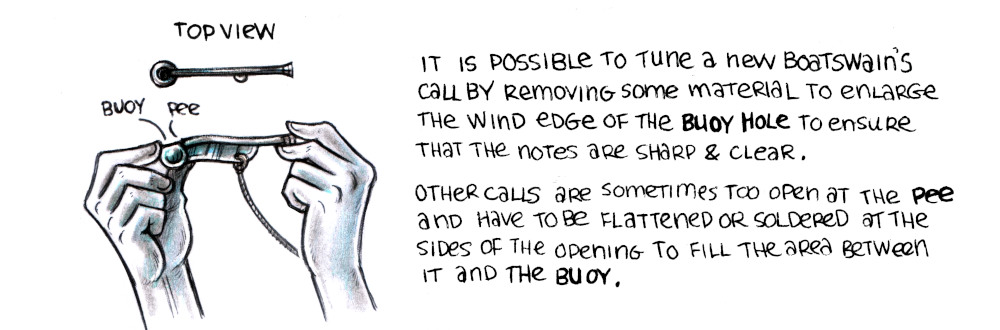 TOP VIEW
BUOY PEE
IT IS POSSIBLE TO TUNE A NEW BOATSWAIN'S
CALL BY REMOVING SOME MATERIAL TO ENLARGE
THE WIND EDGE OF THE BUOY HOLE TO ENSURE
THAT THE NOTES ARE SHARP & CLEAR.
OTHER CALLS ARE SOMETIMES TOO OPEN AT THE PEE
AND HAVE TO BE FLATTENED OR SOLDERED AT THE
SIDES OF THE OPENING TO FILL THE AREA BETWEEN
IT AND THE BUOY.